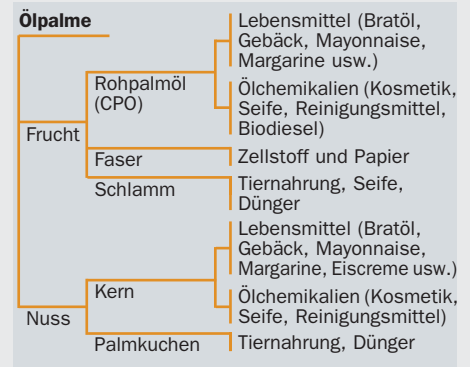 Ölpalme
Lebensmittel (Bratöl,
Gebäck, Mayonnaise,
Margarine usw.)
Rohpalmöl
(CPO)
Ölchemikalien (Kosmetik,
Seife, Reinigungsmittel,
Biodiesel)
Frucht
Faser
Zellstoff und Papier
Schlamm
Tiernahrung, Seife,
Dünger
Lebensmittel (Bratöl,
Gebäck, Mayonnaise,
Margarine, Eiscreme usw.)
Kern
Ölchemikalien (Kosmetik,
Seife, Reinigungsmittel)
Nuss
Palmkuchen
Tiernahrung, Dünger